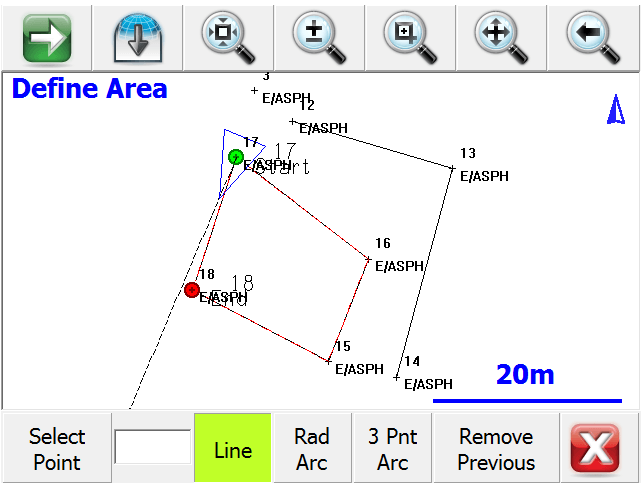 Define Area
3
E/ASPH
12
E/ASPH
13
E/ASPH
17
17
E/ASPH
Start
16
E/ASPH
18
18
E/ASPH
End
15
E/ASPH
14
E/ASPH
20m
Select
Point
Line
Rad
Arc
3 Pnt
Arc
Remove
Previous
X